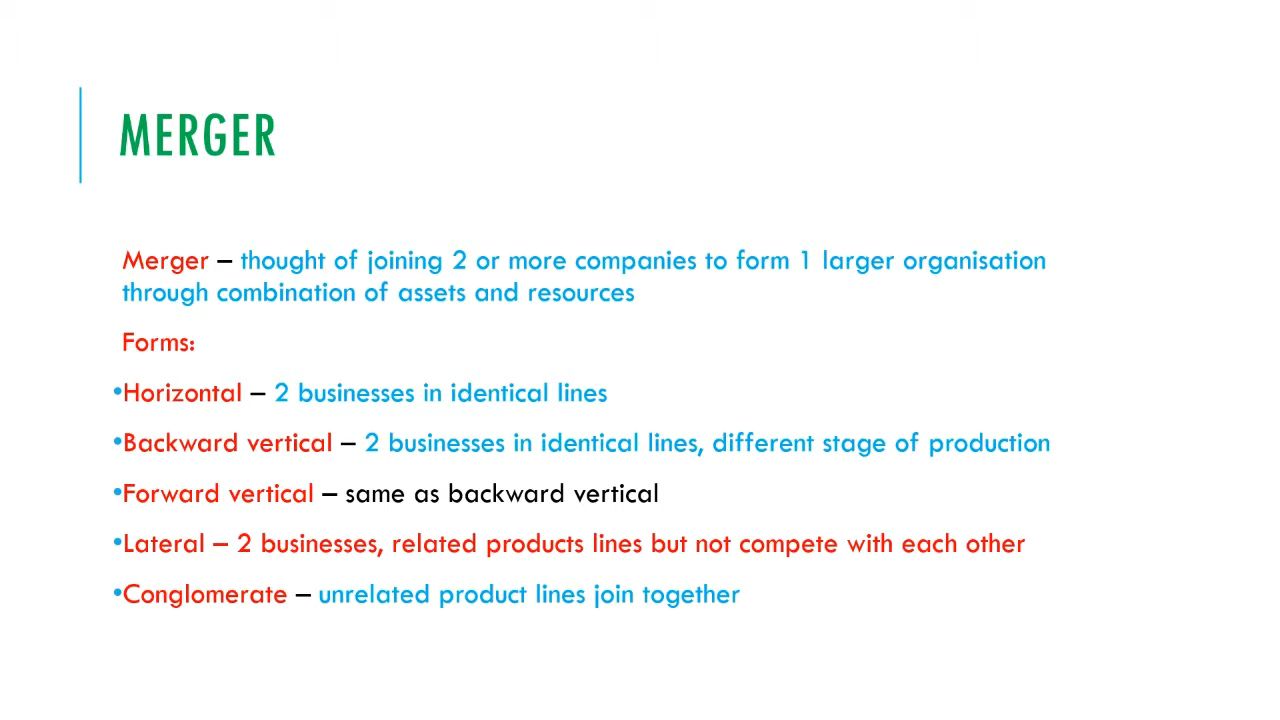 MERGER
Merger – thought of joining 2 or more companies to form 1 larger organisation
through combination of assets and resources
Forms:
•Horizontal – 2 businesses in identical lines
•Backward vertical – 2 businesses in identical lines, different stage of production
•Forward vertical – same as backward vertical
•Lateral – 2 businesses, related products lines but not compete with each other
•Conglomerate – unrelated product lines join together